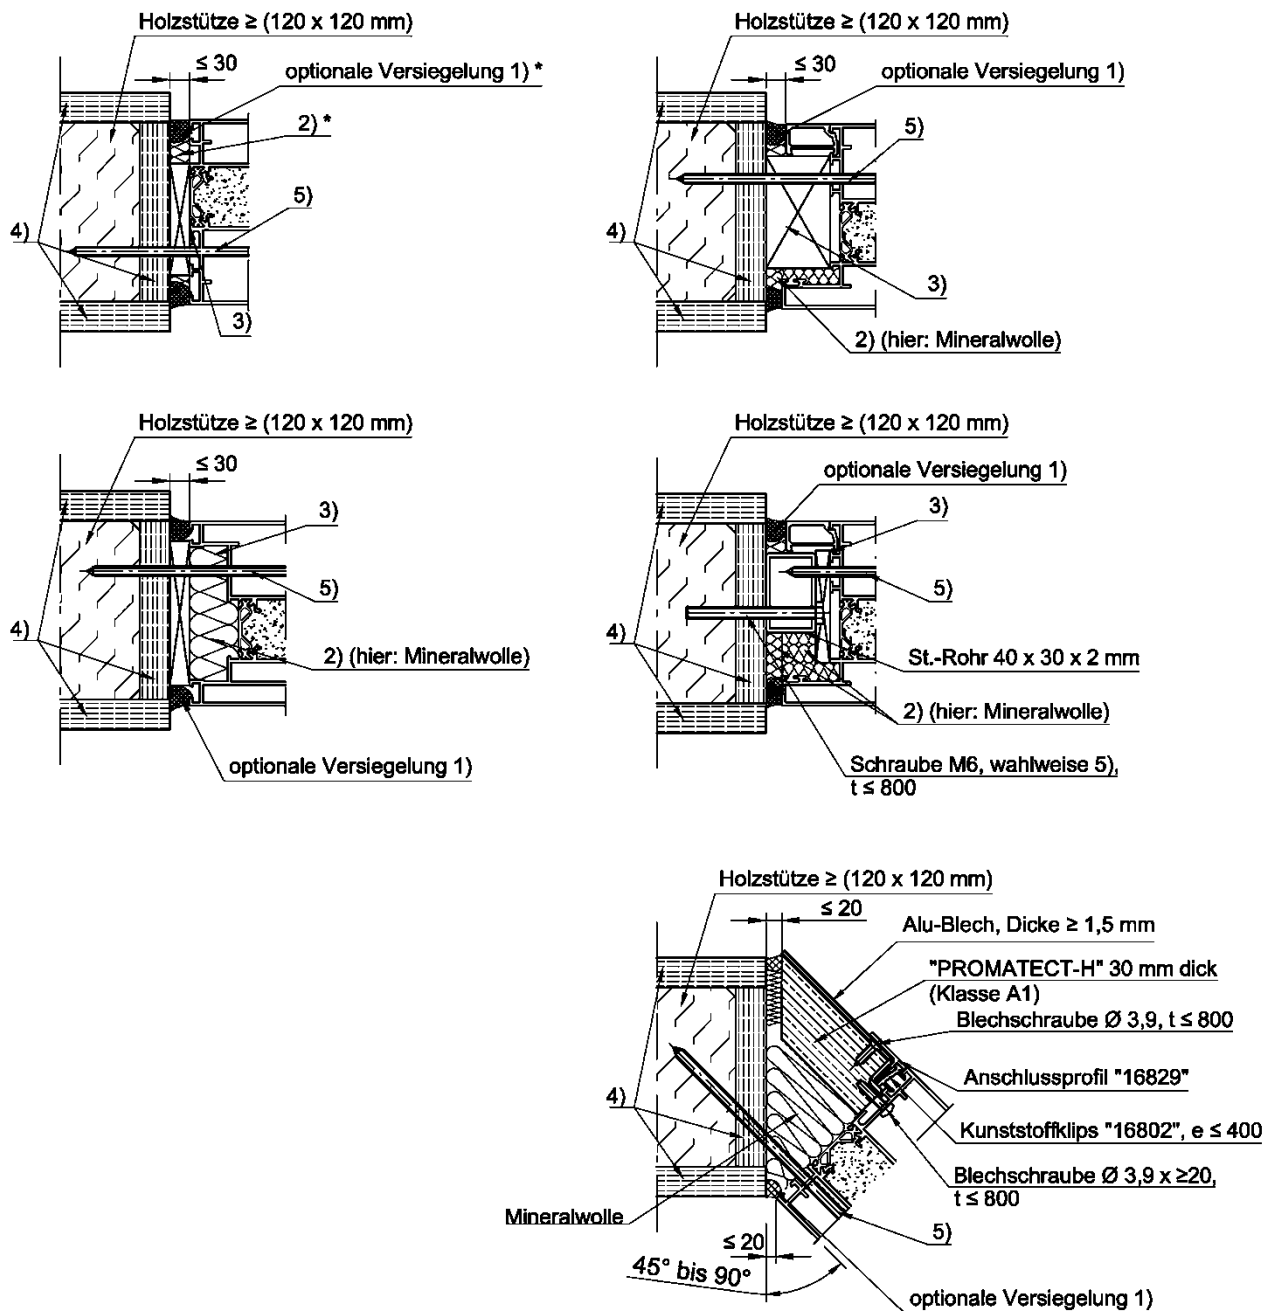 Holzstütze ≥ (120 x 120 mm)
≤ 30
optionale Versiegelung 1) *
2) *
5)
4)
3)
Holzstütze ≥ (120 x 120 mm)
≤ 30
optionale Versiegelung 1)
5)
4)
3)
2) (hier: Mineralwolle)
Holzstütze ≥ (120 x 120 mm)
≤ 30
3)
5)
4)
2) (hier: Mineralwolle)
optionale Versiegelung 1)
Holzstütze ≥ (120 x 120 mm)
optionale Versiegelung 1)
3)
5)
4)
St.-Rohr 40 x 30 x 2 mm
2) (hier: Mineralwolle)
Schraube M6, wahlweise 5),
t ≤ 800
Holzstütze ≥ (120 x 120 mm)
≤ 20
Alu-Blech, Dicke ≥ 1,5 mm
"PROMATECT-H" 30 mm dick
(Klasse A1)
Blechschraube Ø 3,9, t ≤ 800
Anschlussprofil "16829"
4)
Kunststoffklips "16802", e ≤ 400
Blechschraube Ø 3,9 x ≥20,
t ≤ 800
Mineralwolle
5)
≤ 20
45° bis 90°
optionale Versiegelung 1)